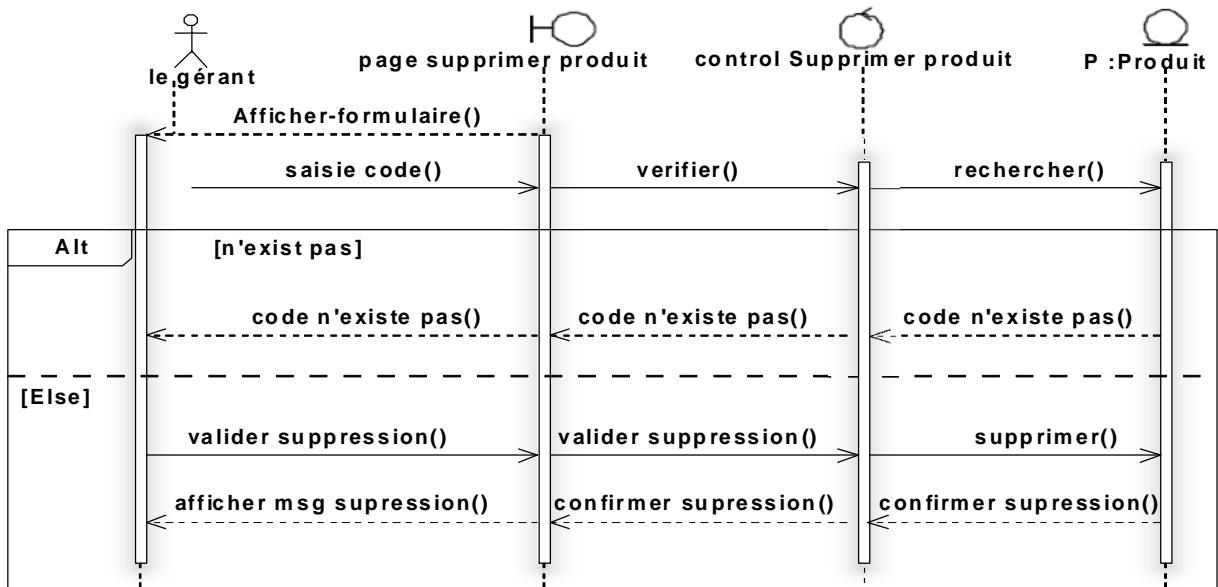 le gérant
page supprimer produit
control Supprimer produit
P :Produit
Afficher-formulaire()
saisie code()
verifier()
rechercher()
Alt
[n'exist pas]
code n'existe pas()
code n'existe pas()
code n'existe pas()
[Else]
valider suppression()
valider suppression()
supprimer()
afficher msg supression()
confirmer supression()
confirmer supression()